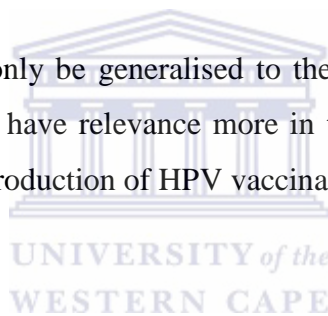 only be generalised to the
have relevance more in
roduction of HPV vaccina
UNIVERSITY of the
WESTERN CAPE